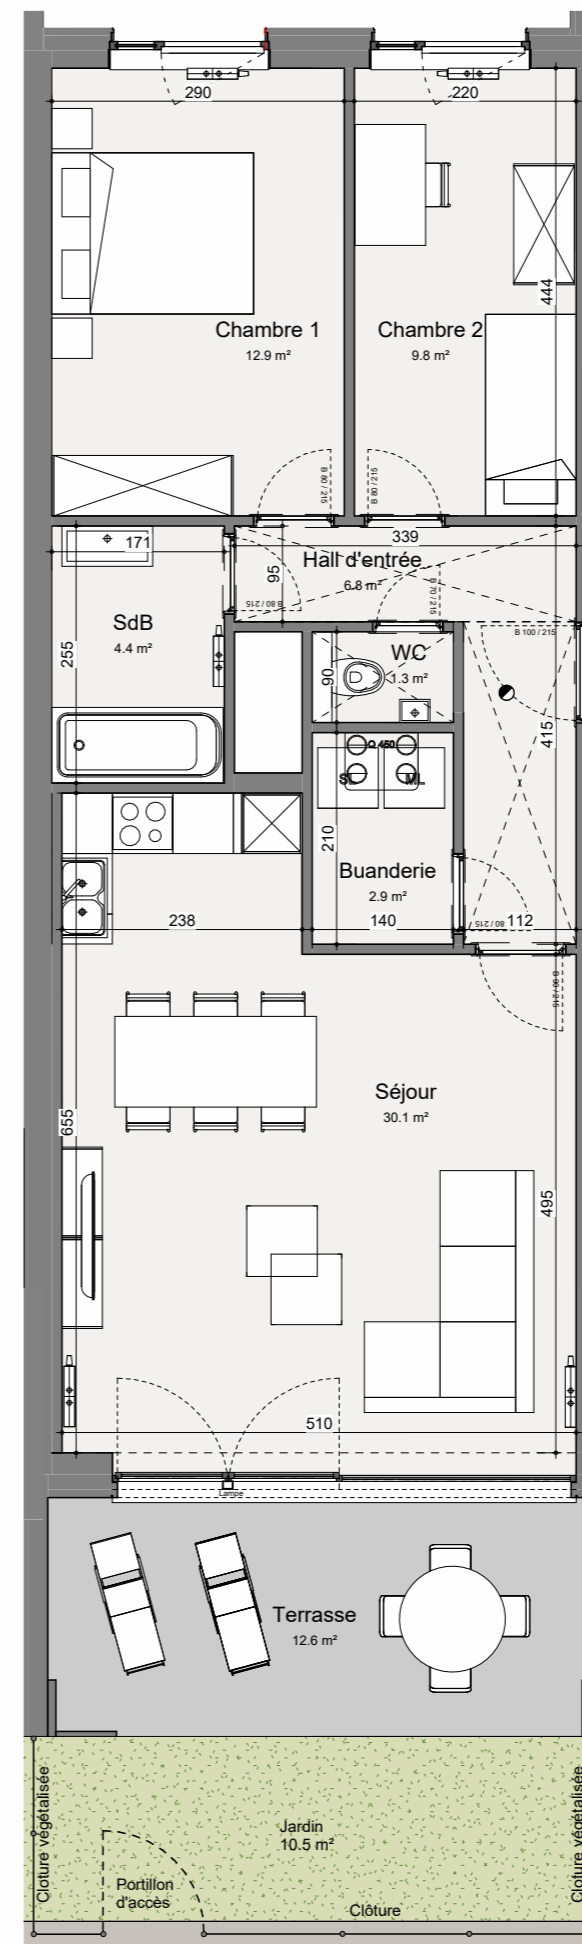 290
220
444
Chambre 1
12.9 m²
Chambre 2
9.8 m²
B 80 / 215
B 80 / 215
171
339
Hall d'entrée
6.8 m²
95
B 80 / 215
B 70 / 215
SdB
4.4 m²
255
WC
1.3 m²
90
B 100 / 215
415
O 450
SL
ML
210
Buanderie
2.9 m²
238
140
112
B 80 / 215
B 90 / 215
Séjour
30.1 m²
655
495
510
Lampe
Terrasse
12.6 m²
Cloture végétalisée
Cloture végétalisée
Jardin
10.5 m²
Portillon
d'accès
Clôture